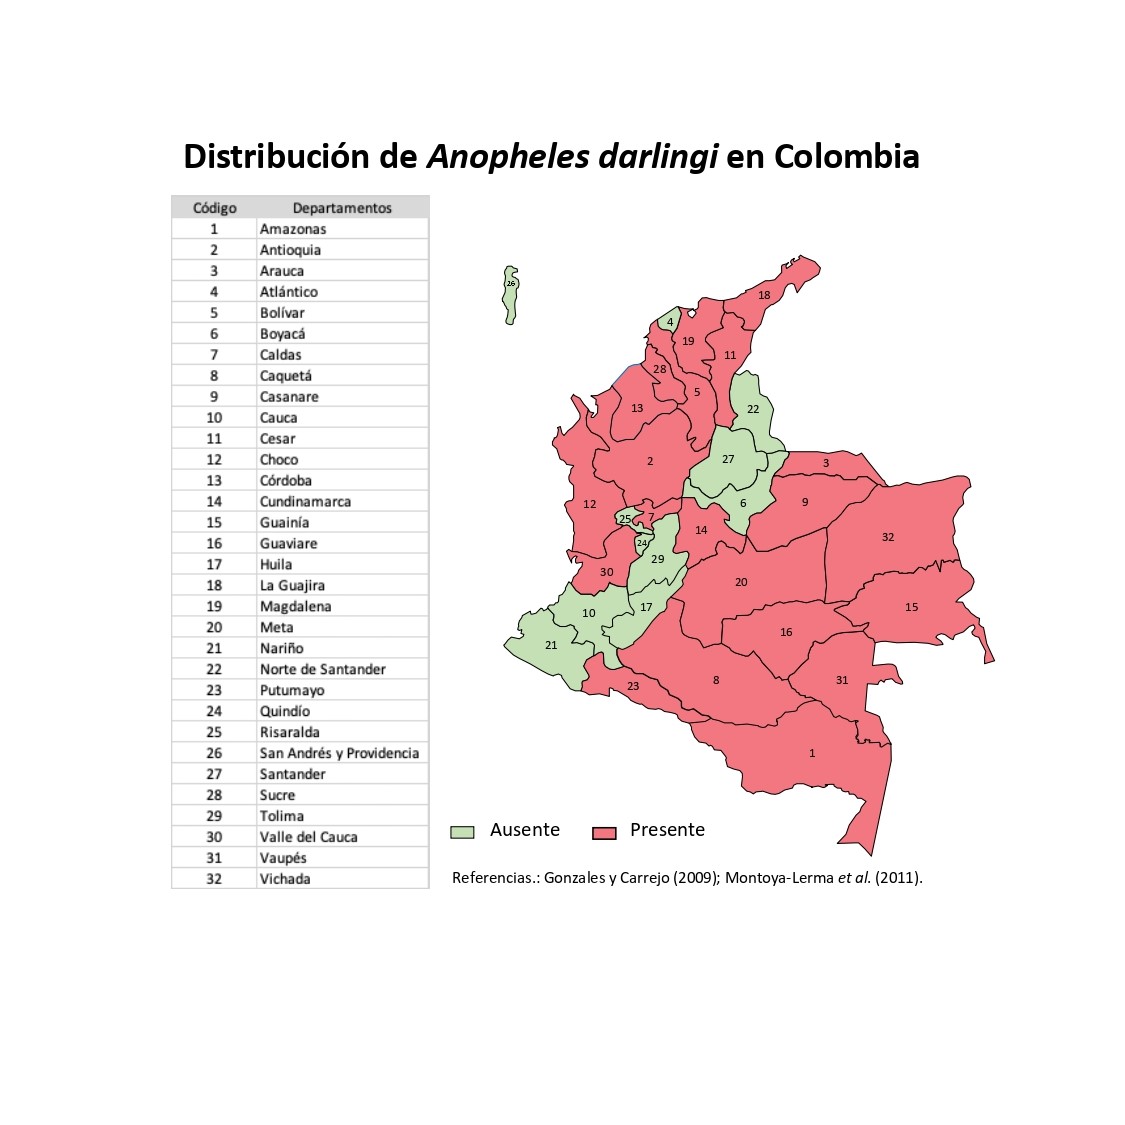 Distribución de Anopheles darlingi en Colombia
Código Departamentos
1 Amazonas
2 Antioquia
3 Arauca
4 Atlántico
5 Bolívar
6 Boyacá
7 Caldas
8 Caquetá
9 Casanare
10 Cauca
11 Cesar
12 Choco
13 Córdoba
14 Cundinamarca
15 Guainía
16 Guaviare
17 Huila
18 La Guajira
19 Magdalena
20 Meta
21 Nariño
22 Norte de Santander
23 Putumayo
24 Quindío
25 Risaralda
26 San Andrés y Providencia
27 Santander
28 Sucre
29 Tolima
30 Valle del Cauca
31 Vaupés
32 Vichada
26
18
4
19
11
28
5
13
22
27
2
3
6
9
12
25
7
14
32
24
29
30
20
10
17
15
16
21
23
8
31
1
Ausente Presente
Referencias.: Gonzales y Carrejo (2009); Montoya-Lerma et al. (2011).